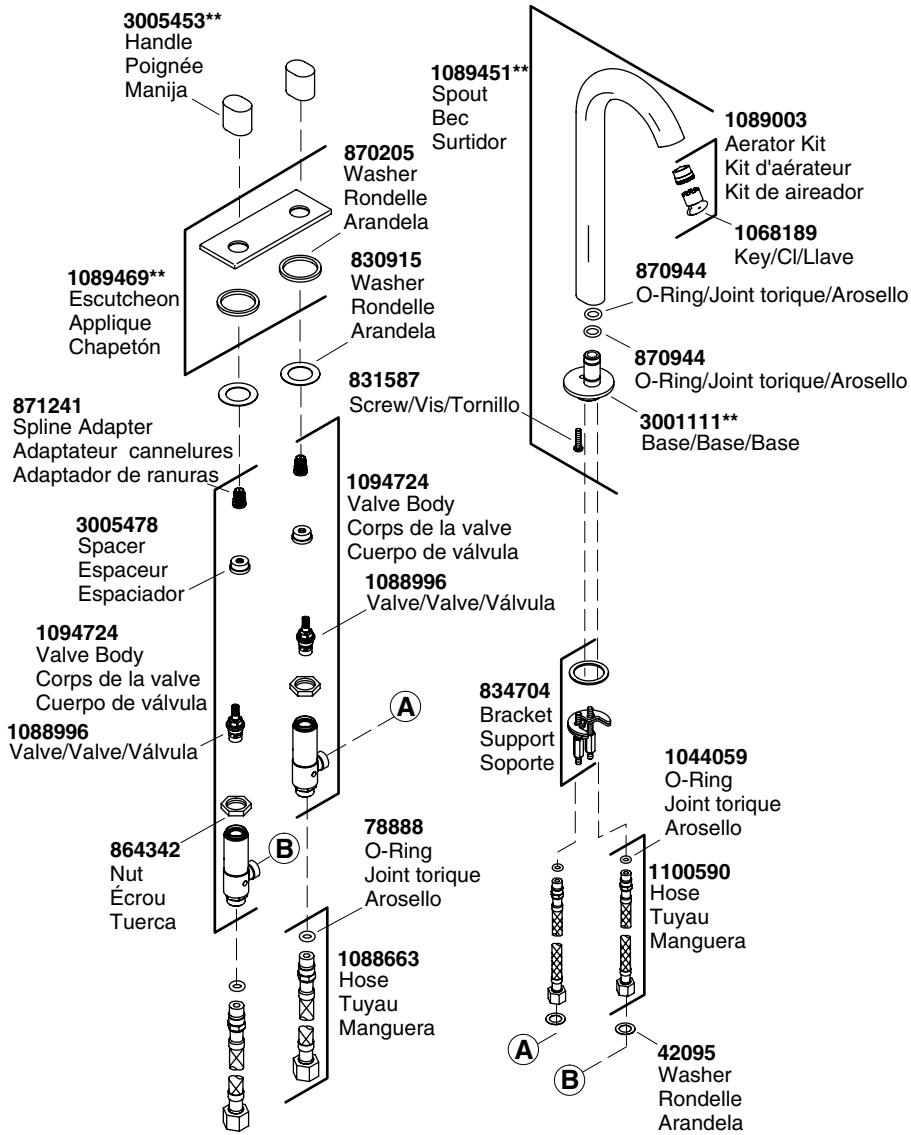 3005453**
Handle
Poignée
Manija
1089451**
Spout
Bec
Surtidor
1089003
Aerator Kit
Kit d'aérateur
Kit de aireador
1068189
Key/Cl/Llave
870205
Washer
Rondelle
Arandela
830915
Washer
Rondelle
Arandela
1089469**
Escutcheon
Applique
Chapetón
870944
O-Ring/Joint torique/Arosello
870944
O-Ring/Joint torique/Arosello
831587
Screw/Vis/Tornillo
3001111**
Base/Base/Base
871241
Spline Adapter
Adaptateur cannelures
Adaptador de ranuras
1094724
Valve Body
Corps de la valve
Cuerpo de válvula
3005478
Spacer
Espaceur
Espaciador
1088996
Valve/Valve/Válvula
1094724
Valve Body
Corps de la valve
Cuerpo de válvula
1088996
Valve/Valve/Válvula
A
834704
Bracket
Support
Soporte
1044059
O-Ring
Joint torique
Arosello
864342
Nut
Écrou
Tuerca
B
78888
O-Ring
Joint torique
Arosello
1100590
Hose
Tuyau
Manguera
1088663
Hose
Tuyau
Manguera
A
B
42095
Washer
Rondelle
Arandela